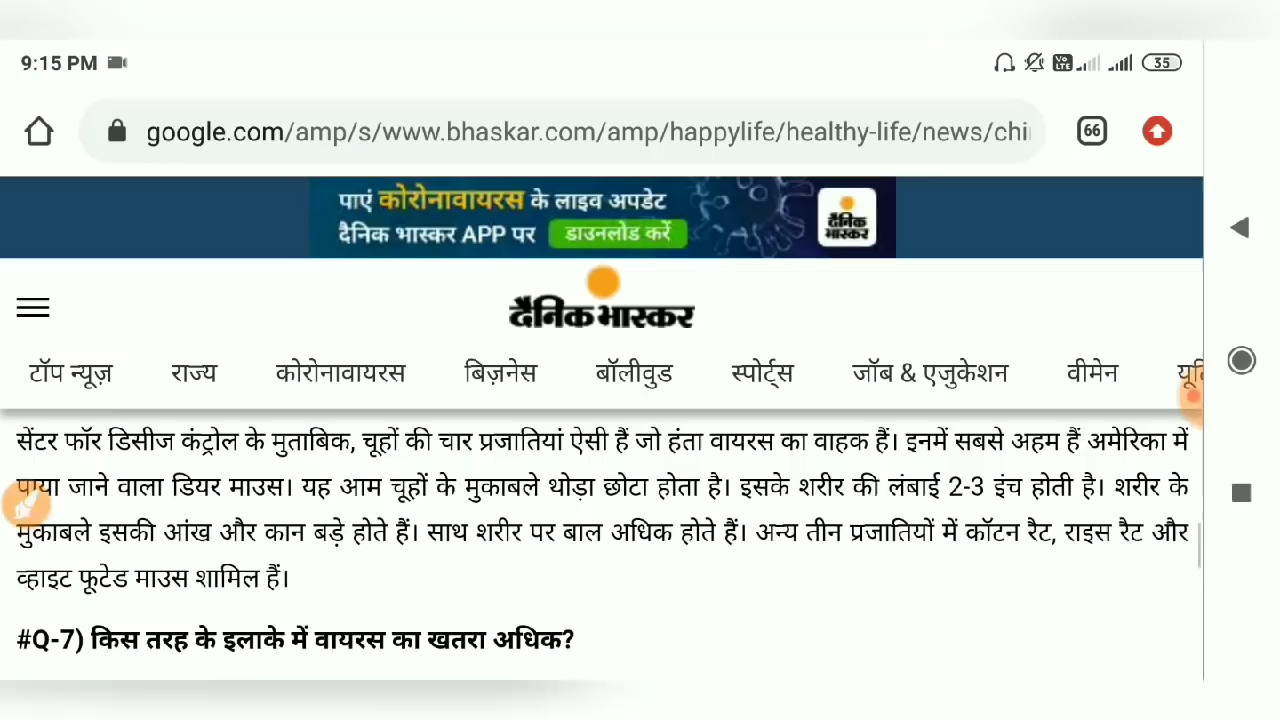 9:15 PM
Vo LTE
35
google.com/amp/s/www.bhaskar.com/amp/happylife/healthy-life/news/chi
66
पाएं कोरोनावायरस के लाइव अपडेट
दैनिक भास्कर APP पर डाउनलोड करें
दैनिक
भास्कर
दैनिक भास्कर
टॉप न्यूज़ राज्य कोरोनावायरस बिज़नेस बॉलीवुड स्पोर्ट्स जॉब & एजुकेशन वीमेन
सेंटर फॉर डिसीज कंट्रोल के मुताबिक, चूहों की चार प्रजातियां ऐसी हैं जो हंता वायरस का वाहक हैं। इनमें सबसे अहम हैं अमेरिका में
पाया जाने वाला डियर माउस। यह आम चूहों के मुकाबले थोड़ा छोटा होता है। इसके शरीर की लंबाई 2-3 इंच होती है। शरीर के
मुकाबले इसकी आंख और कान बड़े होते हैं। साथ शरीर पर बाल अधिक होते हैं। अन्य तीन प्रजातियों में कॉटन रैट, राइस रैट और
व्हाइट फूटेड माउस शामिल हैं।
#Q-7) किस तरह के इलाके में वायरस का खतरा अधिक?